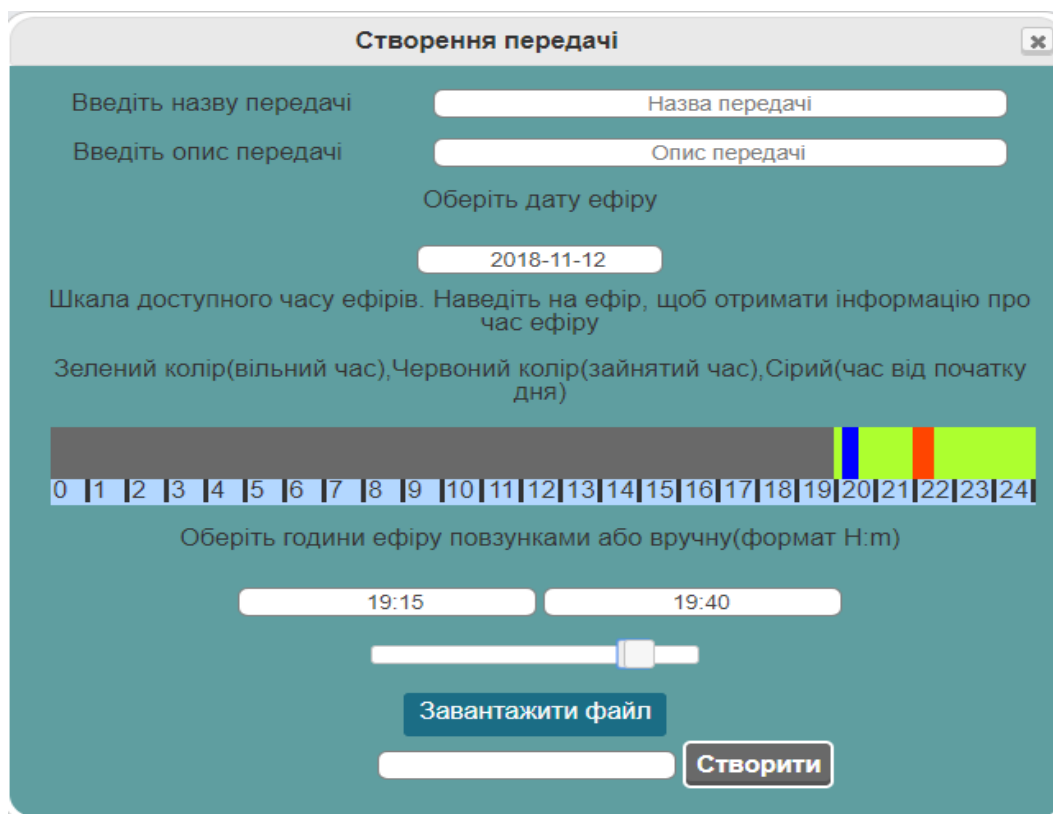 Створення передачі
Введіть назву передачі Назва передачі
Введіть опис передачі Опис передачі
Оберіть дату ефіру
2018-11-12
Шкала доступного часу ефірів. Наведіть на ефір, щоб отримати інформацію про
час ефіру
Зелений колір(вільний час),Червоний колір(зайнятий час),Сірий(час від початку
дня)
0 1 2 3 4 5 6 7 8 9 10 11 12 13 14 15 16 17 18 19 20 21 22 23 24
Оберіть години ефіру повзунками або вручну(формат H:m)
19:15 19:40
Завантажити файл
Створити